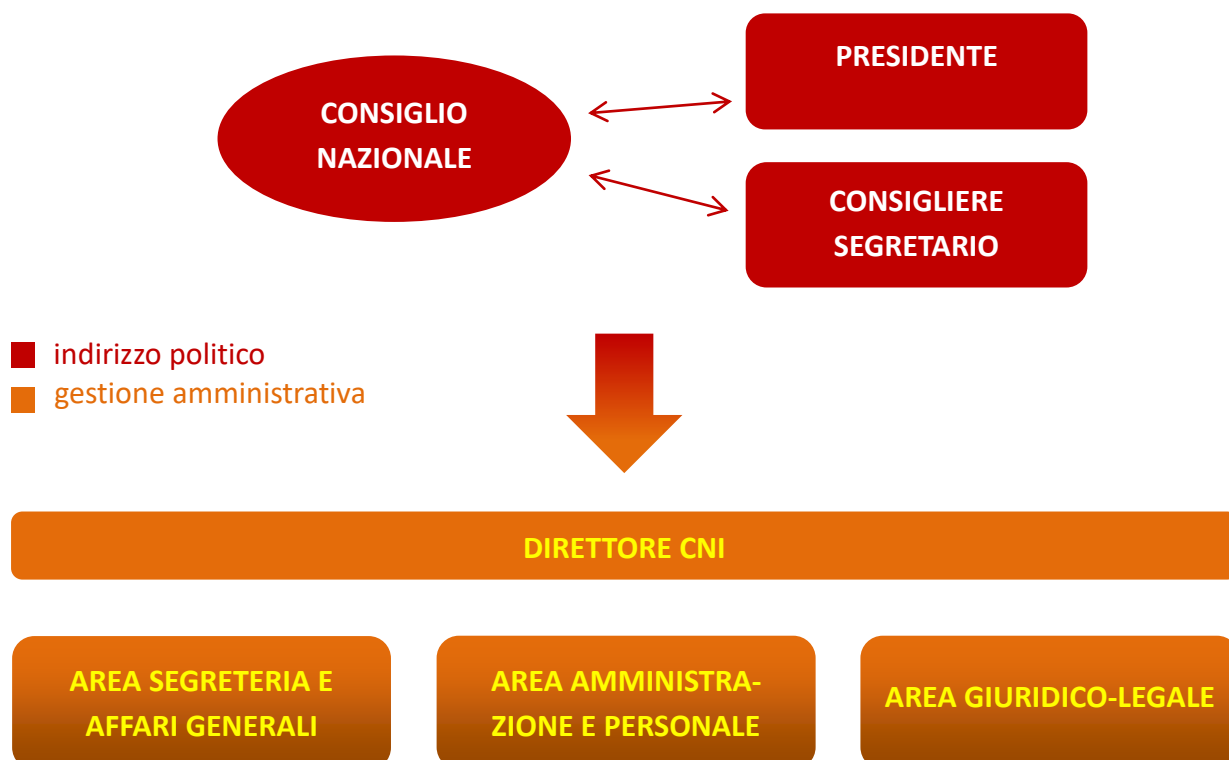 CONSIGLIO
NAZIONALE
PRESIDENTE
CONSIGLIERE
SEGRETARIO
indirizzo politico
gestione amministrativa
DIRETTORE CNI
AREA SEGRETERIA E
AFFARI GENERALI
AREA AMMINISTRA-
ZIONE E PERSONALE
AREA GIURIDICO-LEGALE